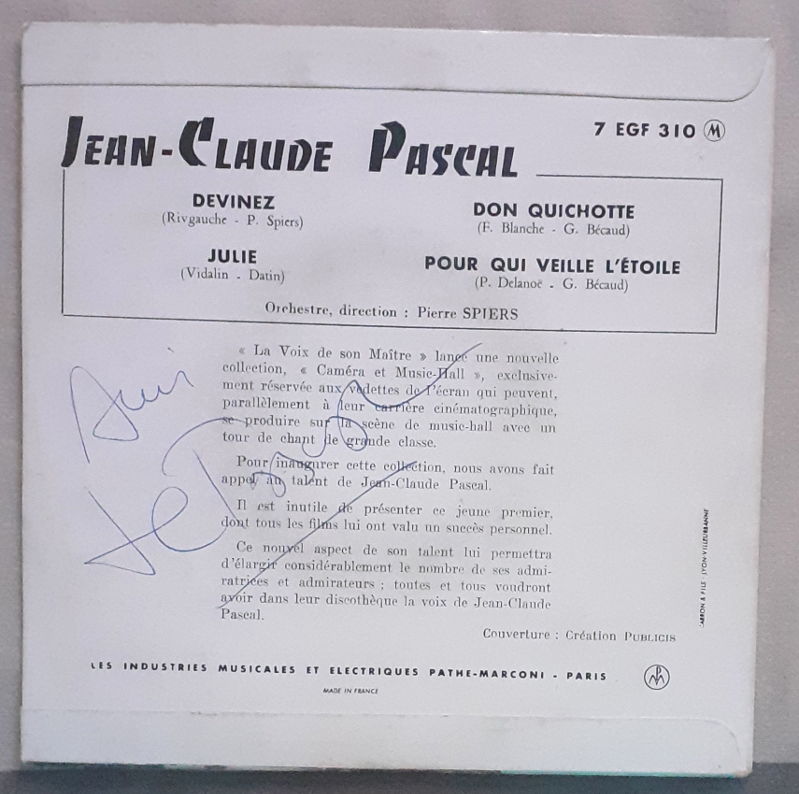 JEAN-CLAUDE PASCAL
7 EGF 310 M
DEVINEZ
(Rivgauche - P. Spiers)
JULIE
(Vidalin - Datin)
DON QUICHOTTE
(F. Blanche - G. Bécaud)
POUR QUI VEILLE L'ÉTOILE
(P. Delanoë - G. Bécaud)
Orchestre, direction : Pierre SPIERS
« La Voix de son Maître » lance une nouvelle
collection, « Caméra et Music-Hall », exclusive-
ment réservée aux vedettes de l'écran qui peuvent,
parallèlement à leur carrière cinématographique,
se produire sur la scène de music-hall avec un
tour de chant de grande classe.
Pour inaugurer cette collection, nous avons fait
appel au talent de Jean-Claude Pascal.
Il est inutile de présenter ce jeune premier,
dont tous les films lui ont valu un succès personnel.
Ce nouvel aspect de son talent lui permettra
d'élargir considérablement le nombre de ses admi-
ratrices et admirateurs ; toutes et tous voudront
avoir dans leur discothèque la voix de Jean-Claude
Pascal.
Couverture : Création PUBLICIS
& FILS LYON-VILLEURBANNE
LES INDUSTRIES MUSICALES ET ELECTRIQUES PATHE-MARCONI - PARIS
MADE IN FRANCE